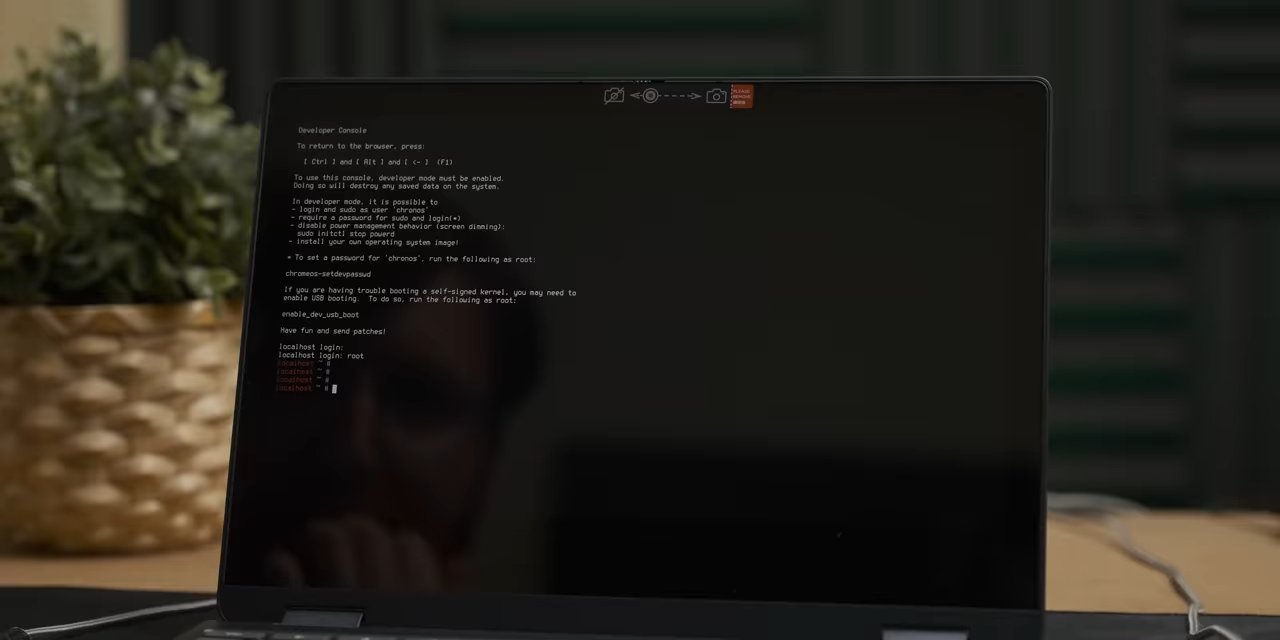 PLEASE
REMOVE
Developer Console
To return to the browser, press:
[ Ctrl ] and [ Alt ] and [ <- ]  (F1)
To use this console, developer mode must be enabled.
Doing so will destroy any saved data on the system.
In developer mode, it is possible to
- login and sudo as user 'chronos'
- require a password for sudo and login(*)
- disable power management behavior (screen dimming):
sudo initctl stop powerd
- install your own operating system image!
* To set a password for 'chronos', run the following as root:
chromeos-setdevpasswd
If you are having trouble booting a self-signed kernel, you may need to
enable USB booting.  To do so, run the following as root:
enable_dev_usb_boot
Have fun and send patches!
localhost login:
localhost login: root
localhost ~ #
localhost ~ #
localhost ~ #
localhost ~ #